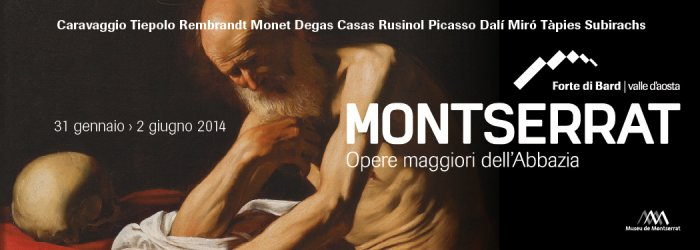 Caravaggio Tiepolo Rembrandt Monet Degas Casas Rusinol Picasso Dalí Miró Tàpies Subirachs
Forte di Bard | valle d'aosta
31 gennaio › 2 giugno 2014
MONTSERRAT
Opere maggiori dell'Abbazia
Museu de Montserrat